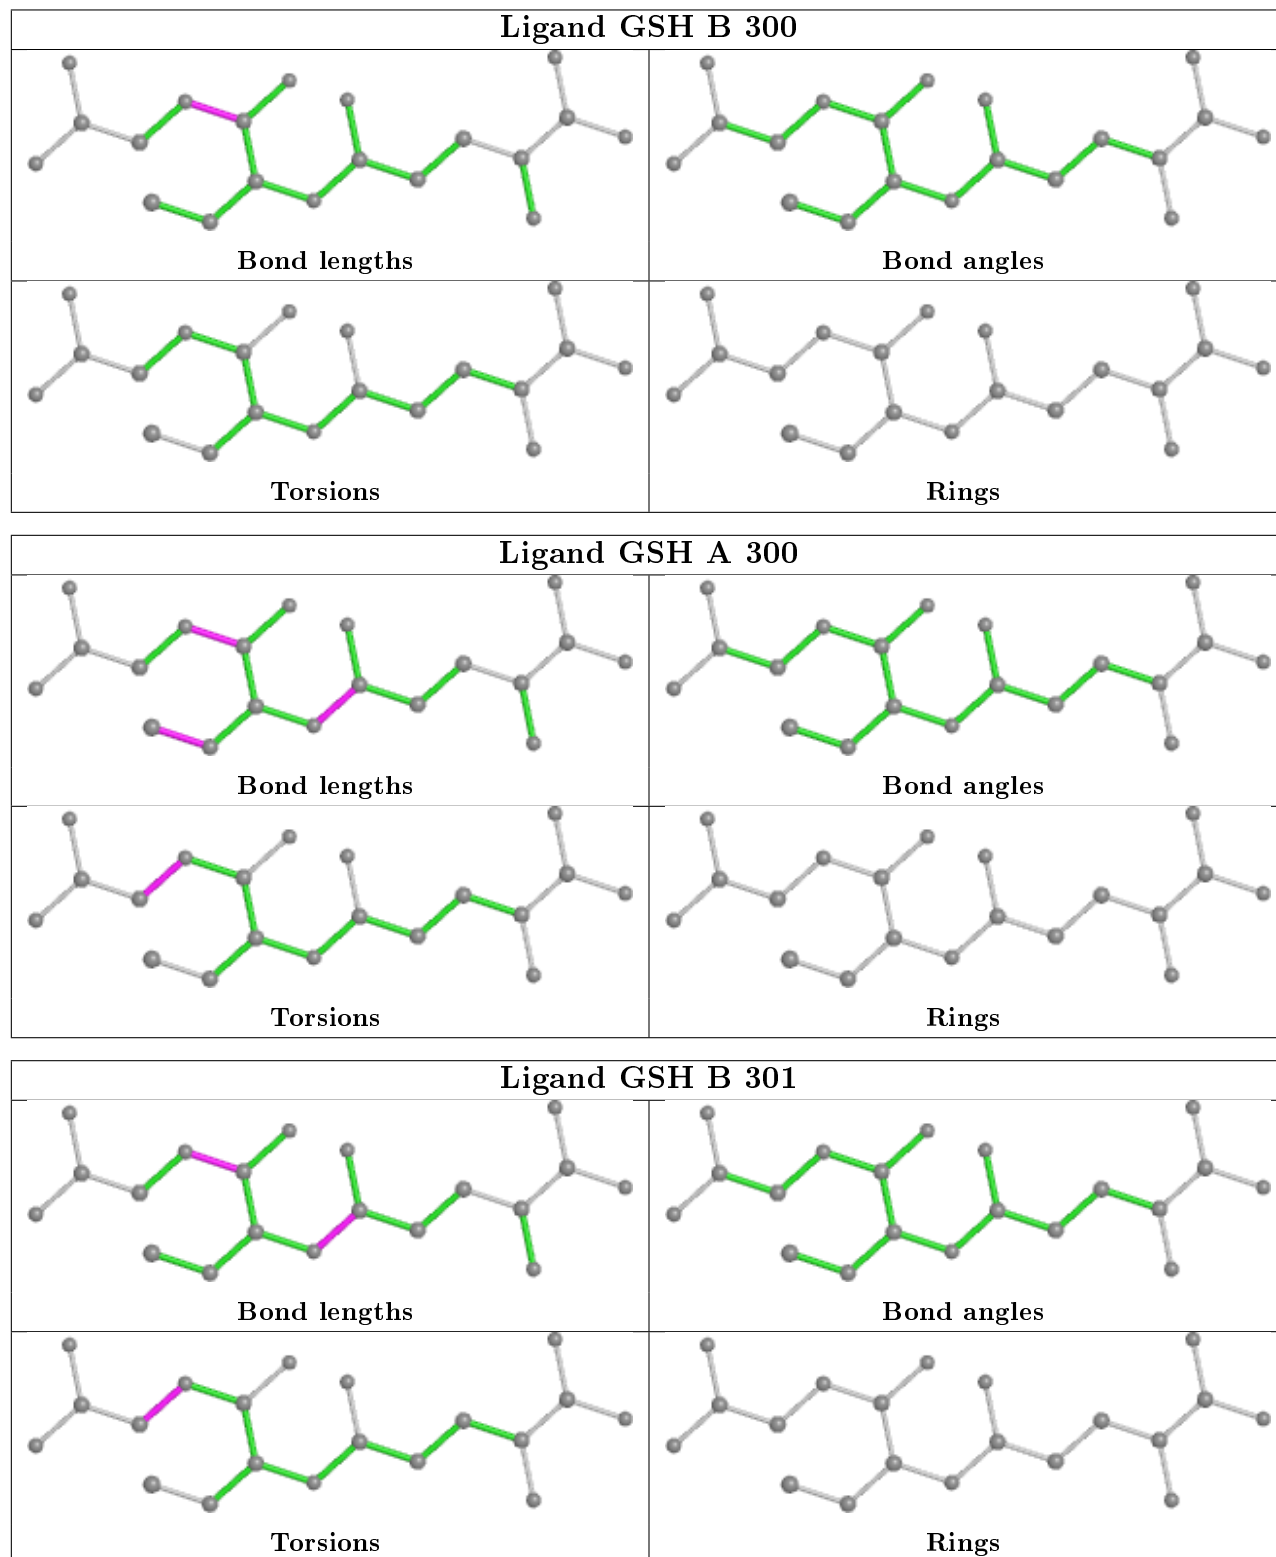 Ligand GSH B 300
Bond lengths
Bond angles
Torsions
Rings
Ligand GSH A 300
Bond lengths
Bond angles
Torsions
Rings
Ligand GSH B 301
Bond lengths
Bond angles
Torsions
Rings